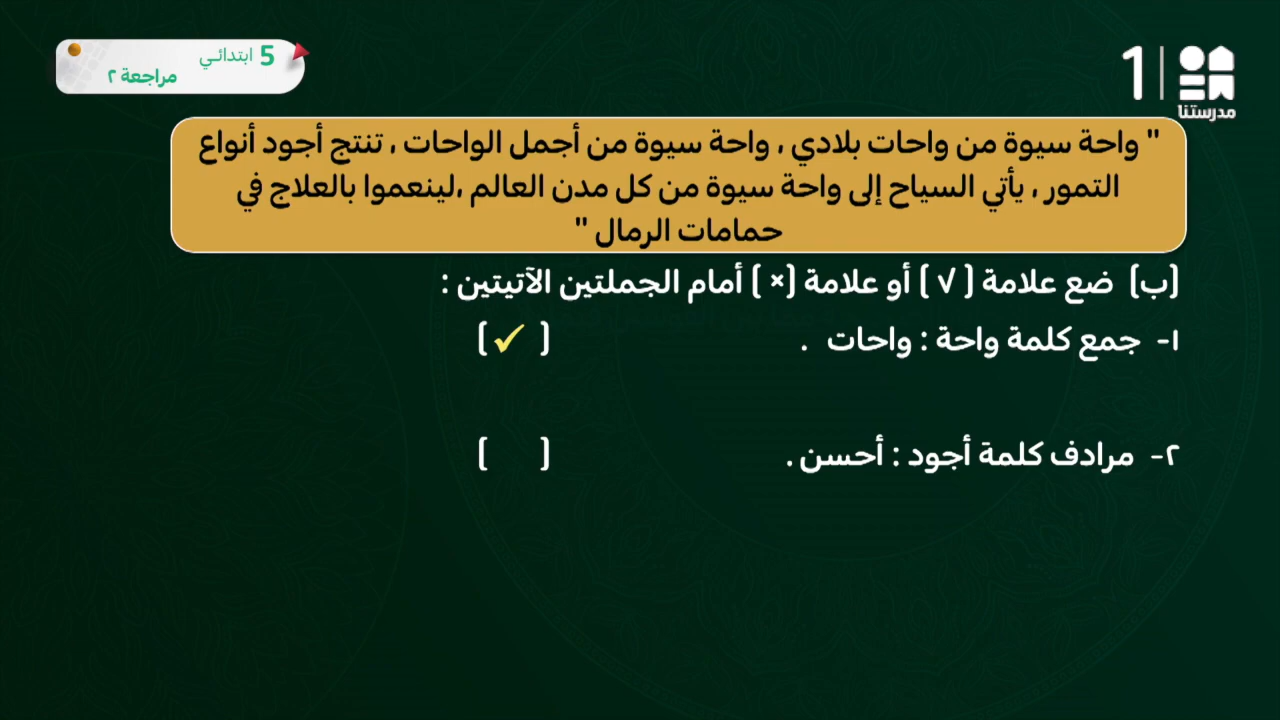 5 ابتدائي
مراجعة ٢
1
مدرستنا
" واحة سيوة من واحات بلادي ، واحة سيوة من أجمل الواحات ، تنتج أجود أنواع
التمور ، يأتي السياح إلى واحة سيوة من كل مدن العالم ،لينعموا بالعلاج في
حمامات الرمال "
(ب) ضع علامة ( √ ) أو علامة (× ) أمام الجملتين الآتيتين :
١- جمع كلمة واحة : واحات . ( ✓ )
٢- مرادف كلمة أجود : أحسن . ( )